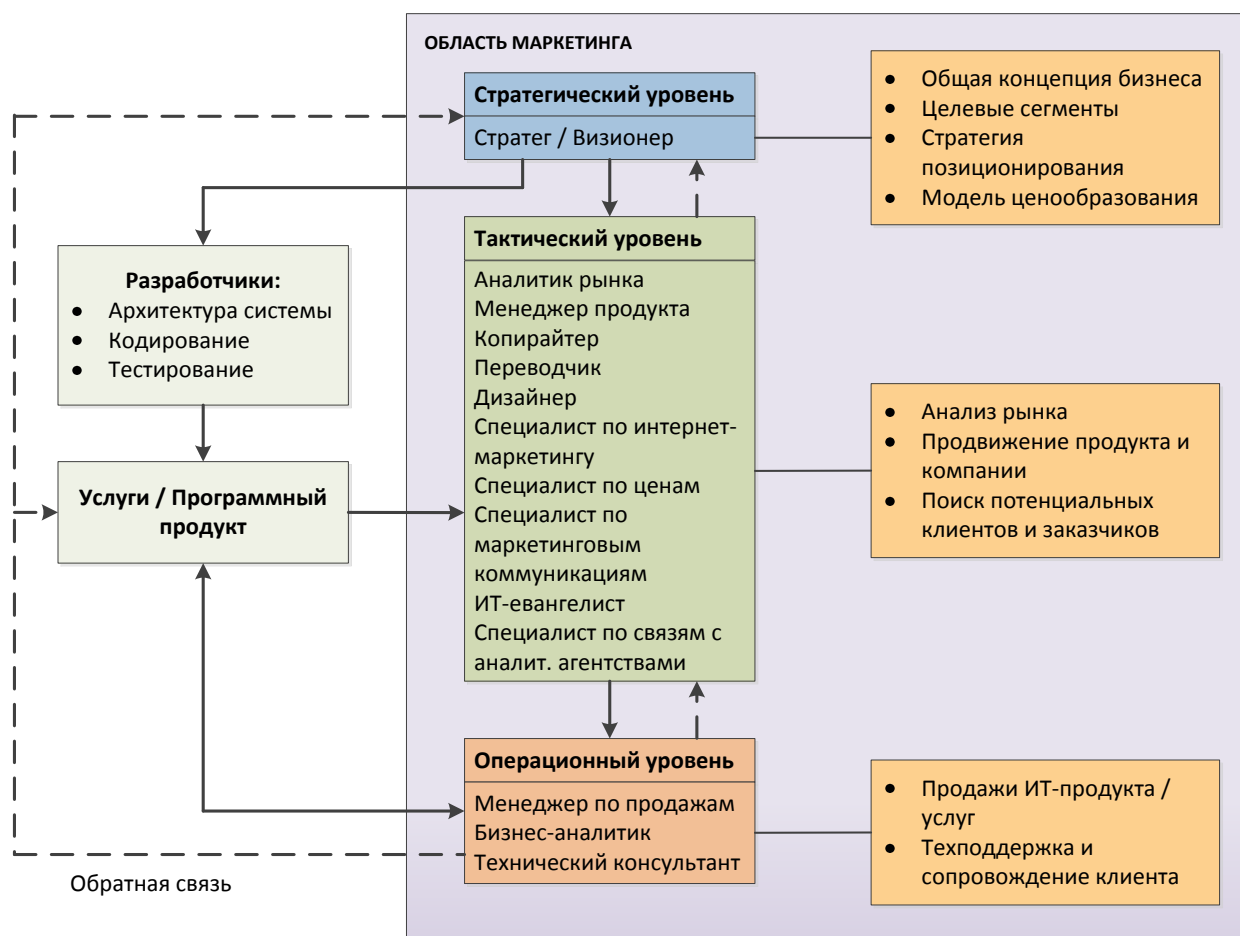 ОБЛАСТЬ МАРКЕТИНГА
Стратегический уровень
Стратег / Визионер
• Общая концепция бизнеса
• Целевые сегменты
• Стратегия
позиционирования
• Модель ценообразования
Разработчики:
• Архитектура системы
• Кодирование
• Тестирование
Услуги / Программный
продукт
Тактический уровень
Аналитик рынка
Менеджер продукта
Копирайтер
Переводчик
Дизайнер
Специалист по интернет-
маркетингу
Специалист по ценам
Специалист по
маркетинговым
коммуникациям
ИТ-евангелист
Специалист по связям с
аналит. агентствами
• Анализ рынка
• Продвижение продукта и
компании
• Поиск потенциальных
клиентов и заказчиков
Операционный уровень
Менеджер по продажам
Бизнес-аналитик
Технический консультант
• Продажи ИТ-продукта /
услуг
• Техподдержка и
сопровождение клиента
Обратная связь